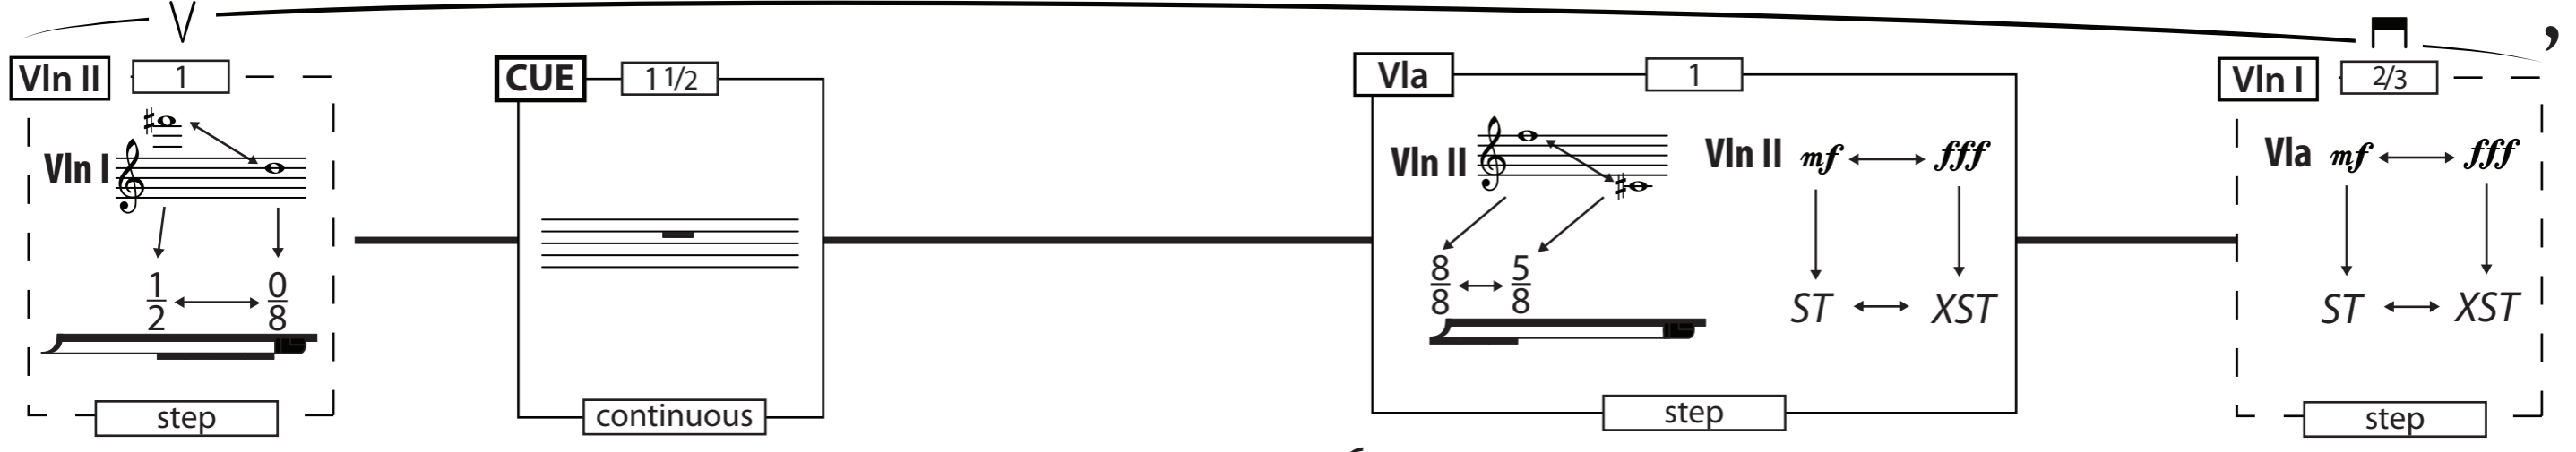 Vln II 1
Vln I
1/2 0/8
step
CUE 1 1/2
continuous
Vla 1
Vln II
8/8 5/8
Vln II mf fff
ST XST
step
Vln I 2/3
Vla mf fff
ST XST
step